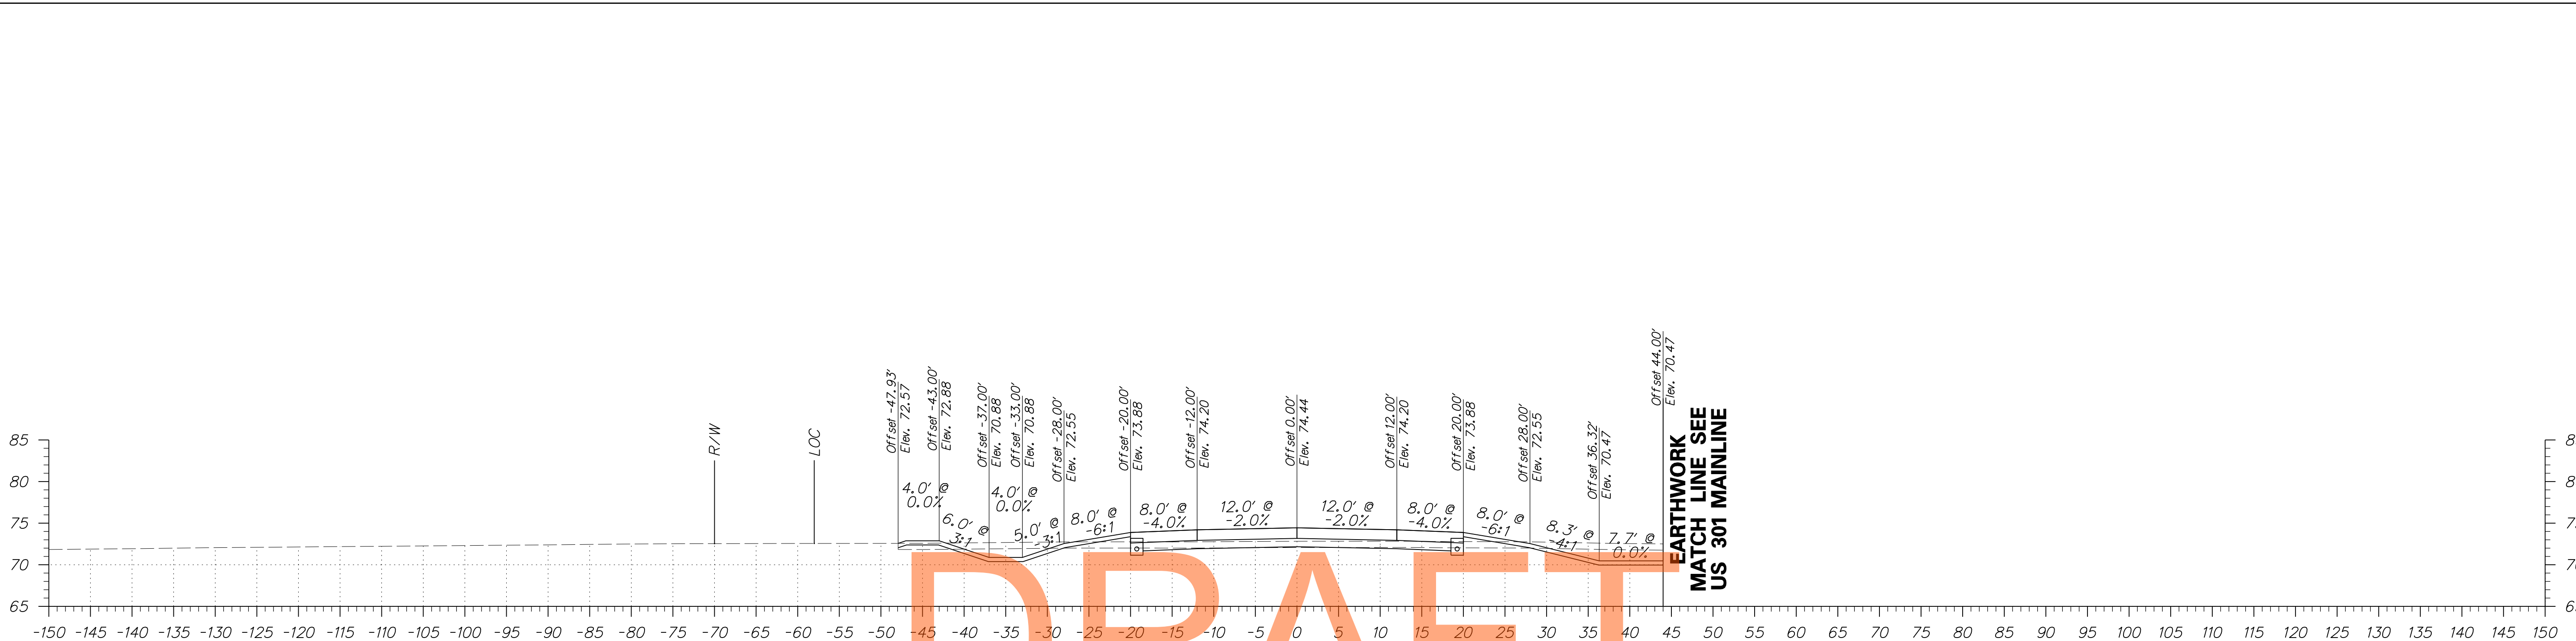 Offset -47.93'
Elev. 72.57
Offset -43.00'
Elev. 72.88
Offset -37.00'
Elev. 70.88
Offset -33.00'
Elev. 70.88
Offset -28.00'
Elev. 72.55
Offset -20.00'
Elev. 73.88
Offset -12.00'
Elev. 74.20
Offset 0.00'
Elev. 74.44
Offset 12.00'
Elev. 74.20
Offset 20.00'
Elev. 73.88
Offset 28.00'
Elev. 72.55
Offset 36.32'
Elev. 70.47
Offset 44.00'
Elev. 70.47
EARTHWORK
MATCH LINE SEE
US 301 MAINLINE
R/W
LOC
4.0' @
0.0%
6.0' @
3:1
4.0' @
0.0%
5.0' @
-3:1
8.0' @
-6:1
8.0' @
-4.0%
12.0' @
-2.0%
12.0' @
-2.0%
8.0' @
-4.0%
8.0' @
-6:1
8.3' @
-4:1
7.7' @
0.0%
85
80
75
70
65
DRAFT
-150 -145 -140 -135 -130 -125 -120 -115 -110 -105 -100 -95 -90 -85 -80 -75 -70 -65 -60 -55 -50 -45 -40 -35 -30 -25 -20 -15 -10 -5 0 5 10 15 20 25 30 35 40 45 50 55 60 65 70 75 80 85 90 95 100 105 110 115 120 125 130 135 140 145 150